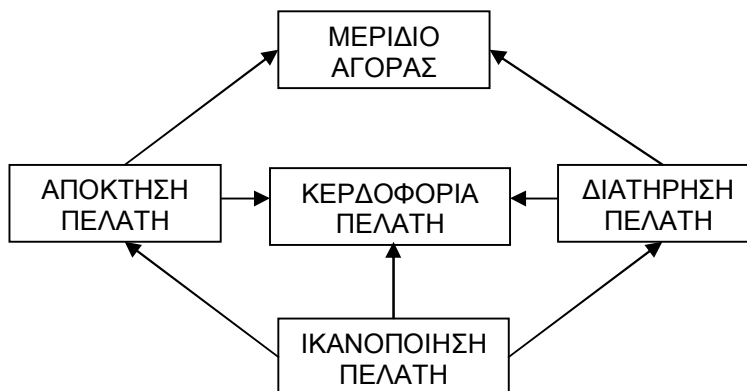 ΜΕΡΙΔΙΟ
ΑΓΟΡΑΣ
ΑΠΟΚΤΗΣΗ
ΠΕΛΑΤΗ
ΚΕΡΔΟΦΟΡΙΑ
ΠΕΛΑΤΗ
ΔΙΑΤΗΡΗΣΗ
ΠΕΛΑΤΗ
ΙΚΑΝΟΠΟΙΗΣΗ
ΠΕΛΑΤΗ